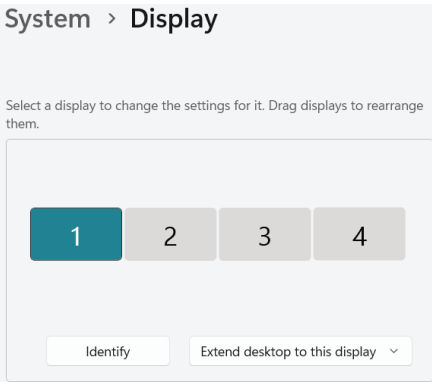 System > Display
Select a display to change the settings for it. Drag displays to rearrange
them.
1 2 3 4
Identify Extend desktop to this display